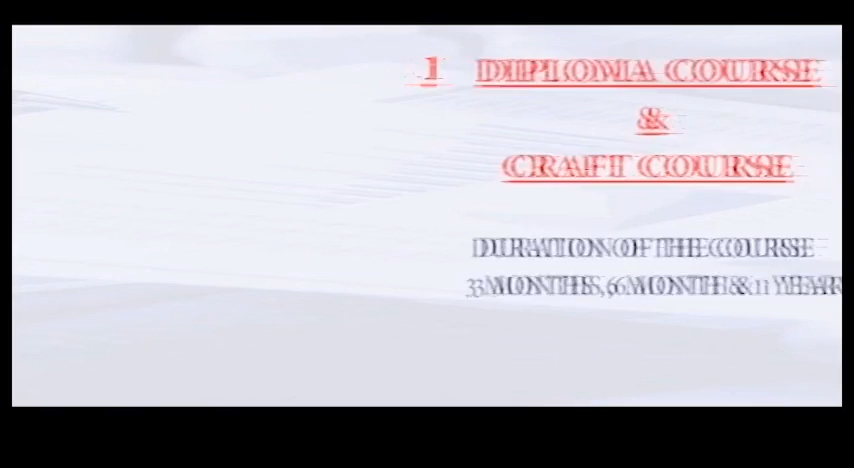 1 DIPLOMA COURSE
&
CRAFT COURSE
DURATION OF THE COURSE
3 MONTHS, 6 MONTH & 1 YEAR